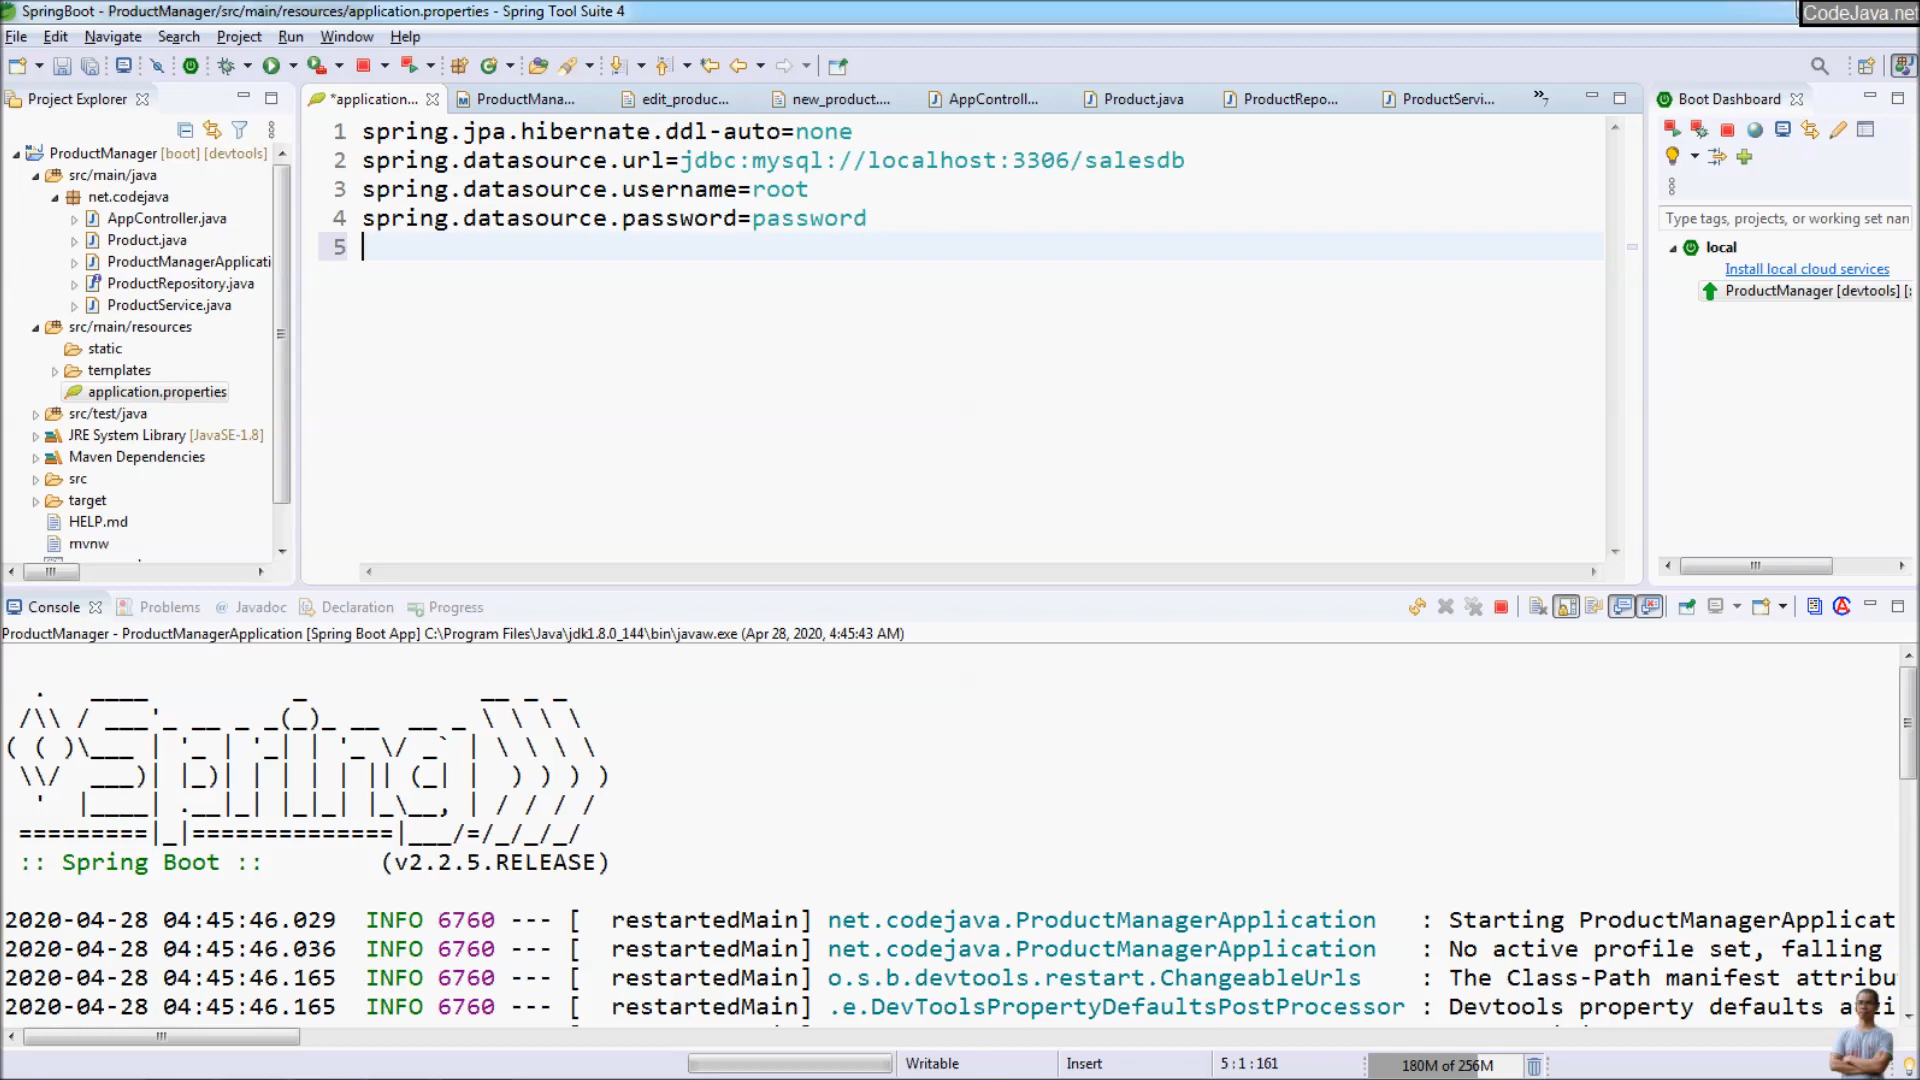 SpringBoot - ProductManager/src/main/resources/application.properties - Spring Tool Suite 4
CodeJava.net
File Edit Navigate Search Project Run Window Help
Project Explorer
*application... ProductMana... edit_produc... new_product.... AppControll... Product.java ProductRepo... ProductServi... »7
Boot Dashboard
ProductManager [boot] [devtools]
src/main/java
net.codejava
AppController.java
Product.java
ProductManagerApplicati
ProductRepository.java
ProductService.java
src/main/resources
static
templates
application.properties
src/test/java
JRE System Library [JavaSE-1.8]
Maven Dependencies
src
target
HELP.md
mvnw
1 spring.jpa.hibernate.ddl-auto=none
2 spring.datasource.url=jdbc:mysql://localhost:3306/salesdb
3 spring.datasource.username=root
4 spring.datasource.password=password
5
Type tags, projects, or working set nan
local
Install local cloud services
ProductManager [devtools] [:
Console Problems @ Javadoc Declaration Progress
ProductManager - ProductManagerApplication [Spring Boot App] C:\Program Files\Java\jdk1.8.0_144\bin\javaw.exe (Apr 28, 2020, 4:45:43 AM)
Spring
:: Spring Boot :: (v2.2.5.RELEASE)
2020-04-28 04:45:46.029 INFO 6760 --- [ restartedMain] net.codejava.ProductManagerApplication : Starting ProductManagerApplicat
2020-04-28 04:45:46.036 INFO 6760 --- [ restartedMain] net.codejava.ProductManagerApplication : No active profile set, falling
2020-04-28 04:45:46.165 INFO 6760 --- [ restartedMain] o.s.b.devtools.restart.ChangeableUrls : The Class-Path manifest attribu
2020-04-28 04:45:46.165 INFO 6760 --- [ restartedMain] .e.DevToolsPropertyDefaultsPostProcessor : Devtools property defaults
Writable Insert 5:1:161 180M of 256M